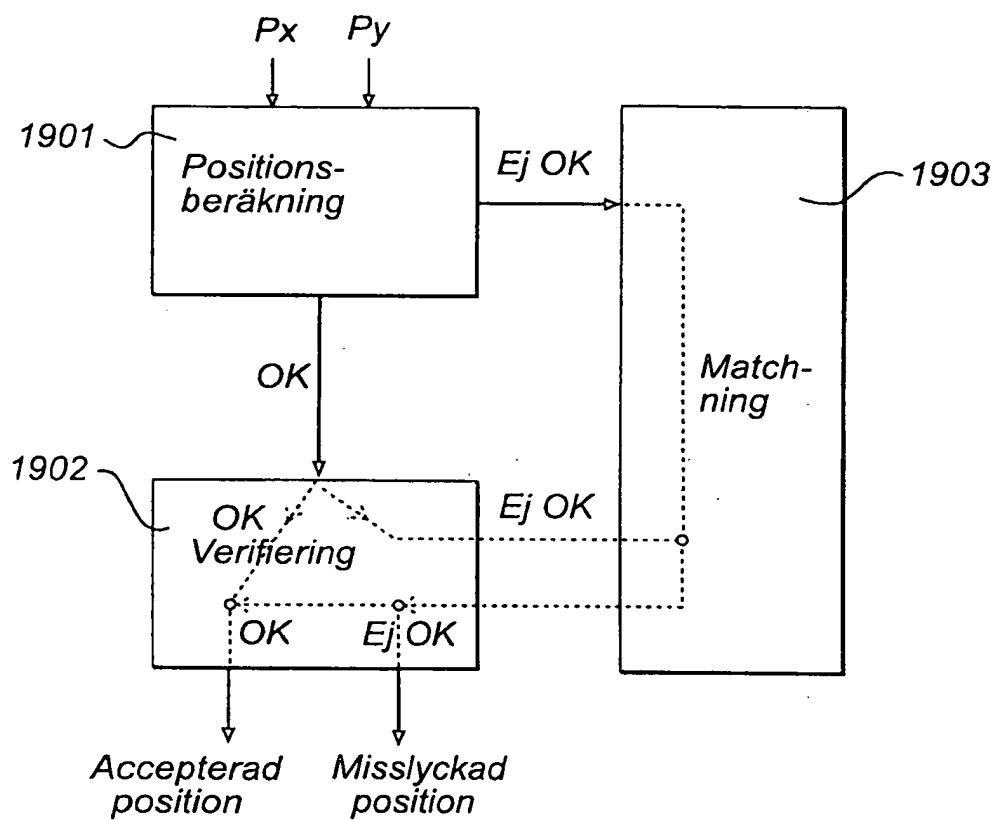 Px Py
1901
Positions-
beräkning
Ej OK
1903
OK
Match-
ning
1902
OK
Ej OK
Verifiering
OK
Ej OK
Accepterad
position
Misslyckad
position